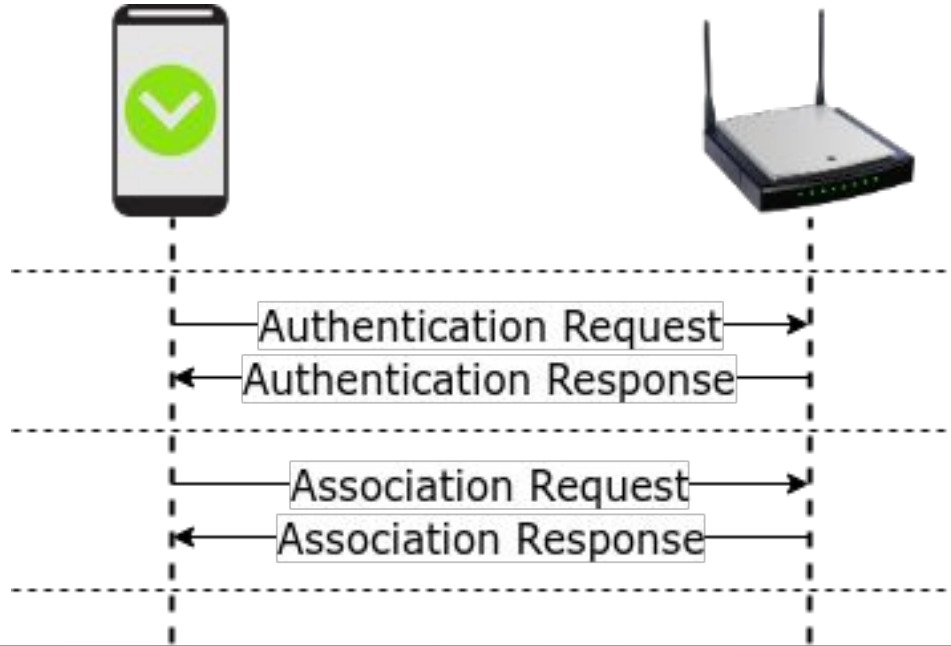 Authentication Request
Authentication Response
Association Request
Association Response